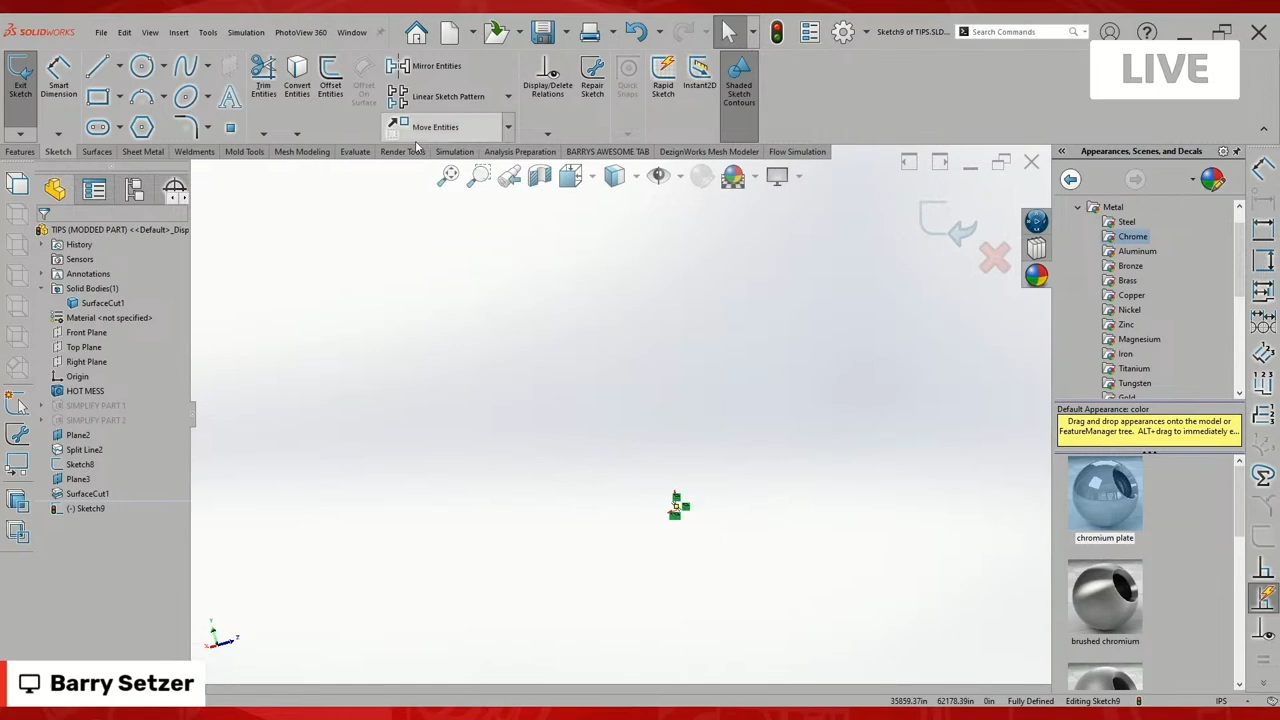 SOLIDWORKS
File
Edit
View
Insert
Tools
Simulation
PhotoView 360
Window
Sketch9 of TIPS.SLD...
Search Commands
LIVE
Exit
Sketch
Smart
Dimension
Trim
Entities
Convert
Entities
Offset
Entities
Offset
On
Surface
Mirror Entities
Linear Sketch Pattern
Move Entities
Display/Delete
Relations
Repair
Sketch
Quick
Snaps
Rapid
Sketch
Instant2D
Shaded
Sketch
Contours
Features
Sketch
Surfaces
Sheet Metal
Weldments
Mold Tools
Mesh Modeling
Evaluate
Render Tools
Simulation
Analysis Preparation
BARRYS AWESOME TAB
DezignWorks Mesh Modeler
Flow Simulation
TIPS (MODDED PART) <<Default>_Disp
History
Sensors
Annotations
Solid Bodies(1)
SurfaceCut1
Material <not specified>
Front Plane
Top Plane
Right Plane
Origin
HOT MESS
SIMPLIFY PART 1
SIMPLIFY PART 2
Plane2
Split Line2
Sketch8
Plane3
SurfaceCut1
(-) Sketch9
Y
Z
X
Appearances, Scenes, and Decals
Metal
Steel
Chrome
Aluminum
Bronze
Brass
Copper
Nickel
Zinc
Magnesium
Iron
Titanium
Tungsten
Gold
Default Appearance: color
Drag and drop appearances onto the model or
FeatureManager tree. ALT+drag to immediately e...
chromium plate
brushed chromium
Barry Setzer
35859.37in
62178.39in
0in
Fully Defined
Editing Sketch9
IPS